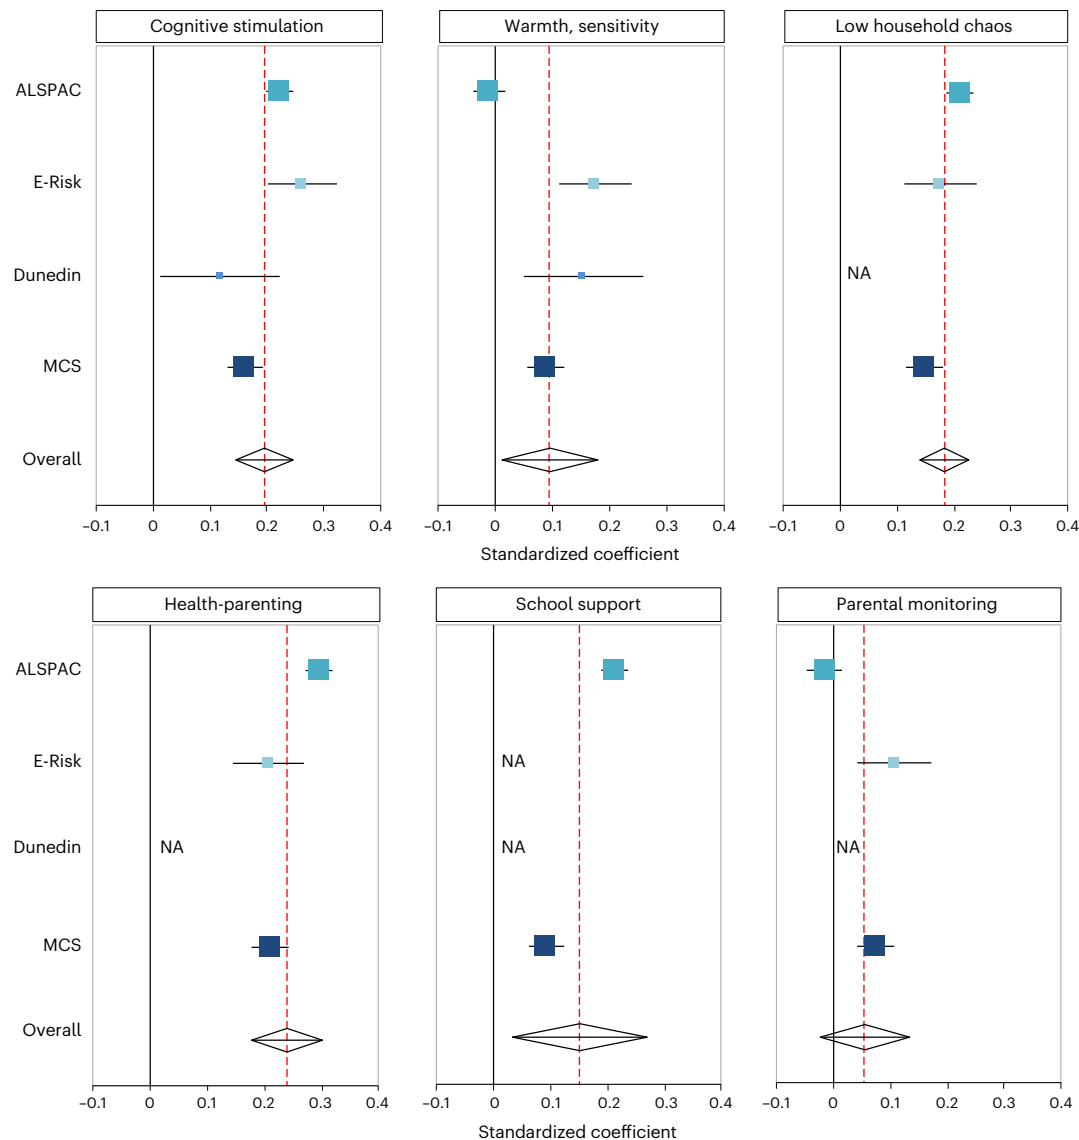 Cognitive stimulation
Warmth, sensitivity
Low household chaos
ALSPAC
E-Risk
Dunedin
NA
MCS
Overall
–0.1 0 0.1 0.2 0.3 0.4
–0.1 0 0.1 0.2 0.3 0.4
–0.1 0 0.1 0.2 0.3 0.4
Standardized coefficient
Health-parenting
School support
Parental monitoring
ALSPAC
E-Risk
NA
Dunedin
NA
NA
NA
MCS
Overall
–0.1 0 0.1 0.2 0.3 0.4
–0.1 0 0.1 0.2 0.3 0.4
–0.1 0 0.1 0.2 0.3 0.4
Standardized coefficient